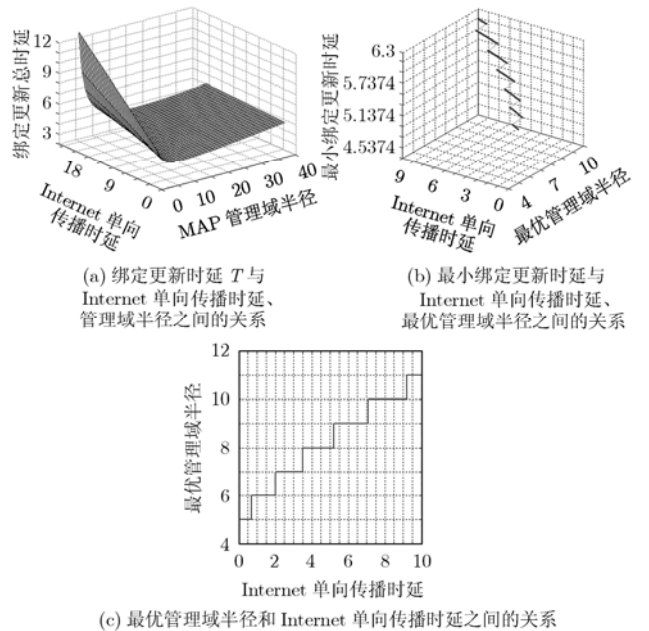 绑定更新总时延
12
9
6
3
18
9
0
Internet 单向
传播时延
0
10
20
30
40
MAP 管理域半径
(a) 绑定更新时延 T 与
Internet 单向传播时延、
管理域半径之间的关系
最小绑定更新时延
6.3
5.7374
5.1374
4.5374
9
6
3
0
Internet 单向
传播时延
4
7
10
最优管理域半径
(b) 最小绑定更新时延与
Internet 单向传播时延、
最优管理域半径之间的关系
最优管理域半径
12
10
8
6
4
0 2 4 6 8 10
Internet 单向传播时延
(c) 最优管理域半径和 Internet 单向传播时延之间的关系